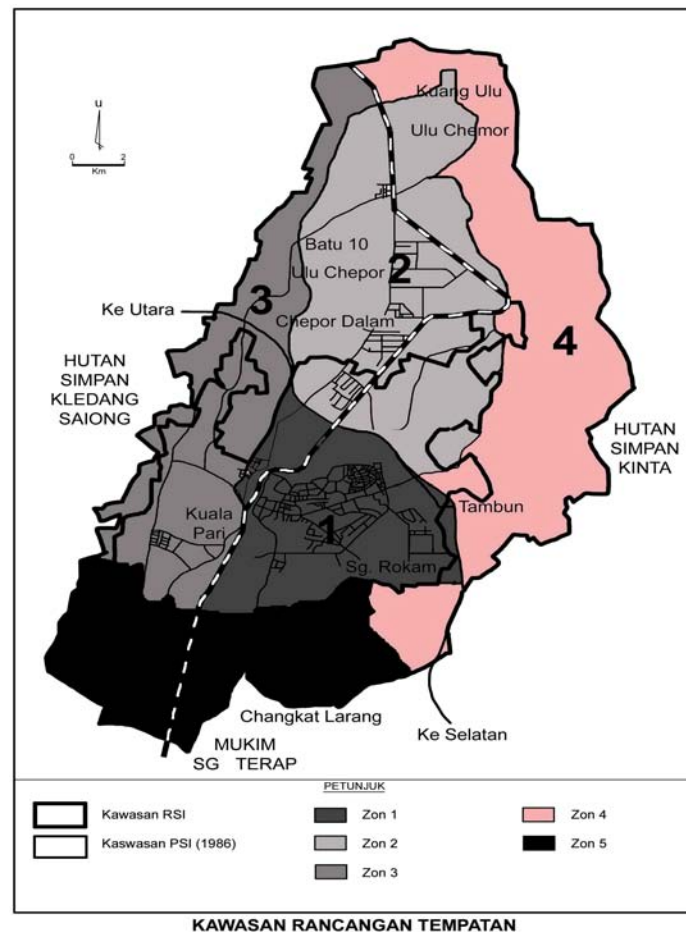 Kuang Ulu
Ulu Chemor
u
0 2
Km
Batu 10
Ulu Chepor
2
3
Ke Utara
Chepor Dalam
4
HUTAN
SIMPAN
KLEDANG
SAIONG
HUTAN
SIMPAN
KINTA
Kuala
Pari
Tambun
1
Sg. Rokam
Changkat Larang
Ke Selatan
MUKIM
SG TERAP
PETUNJUK
Kawasan RSI
Kaswasan PSI (1986)
Zon 1
Zon 2
Zon 3
Zon 4
Zon 5
KAWASAN RANCANGAN TEMPATAN